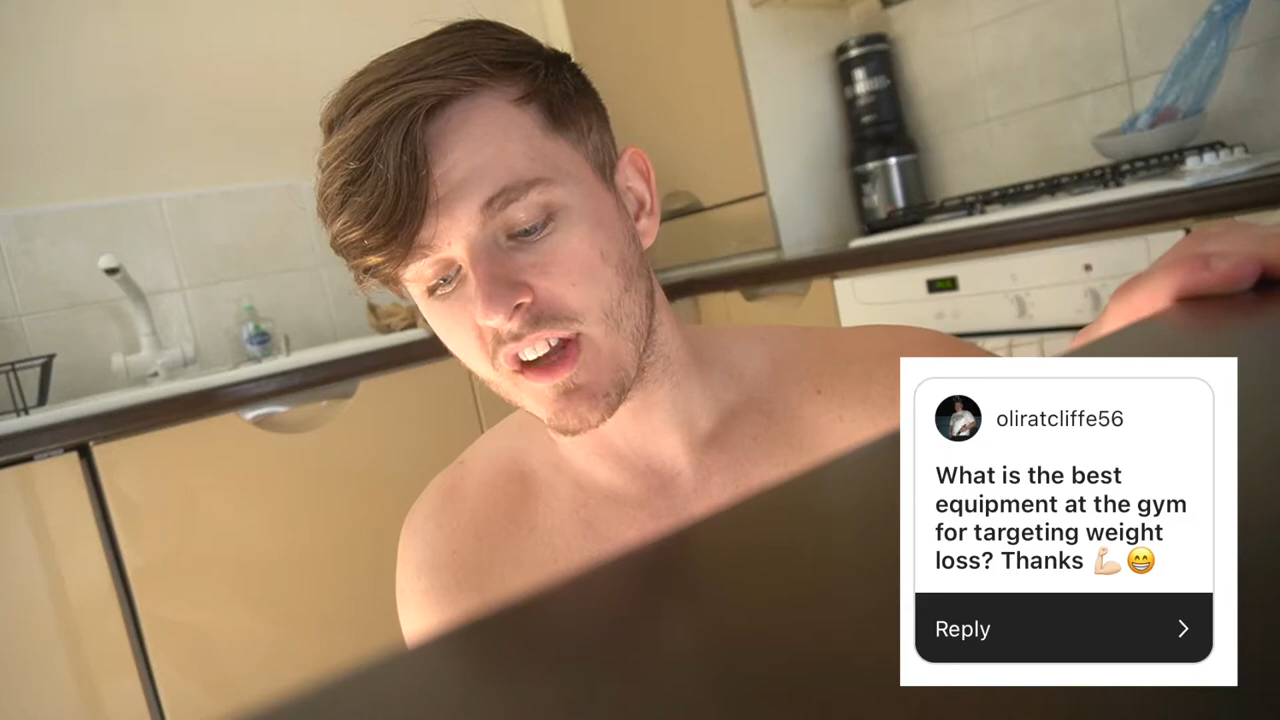 oliratcliffe56
What is the best
equipment at the gym
for targeting weight
loss? Thanks 💪🏻😁
Reply